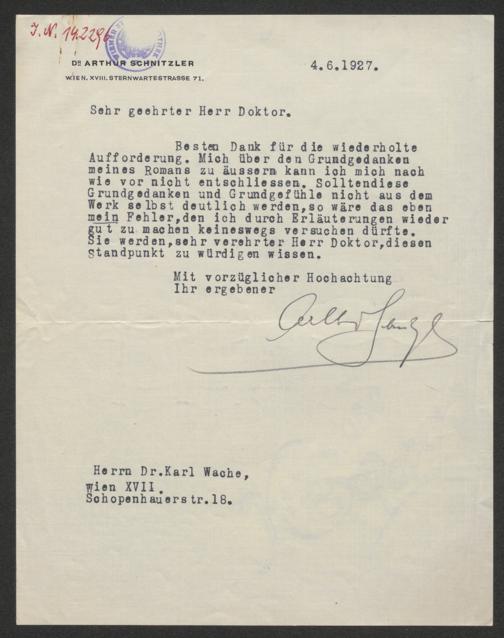 J.N. 142296
DR ARTHUR SCHNITZLER
WIEN, XVIII. STERNWARTESTRASSE 71.
4.6.1927.
Sehr geehrter Herr Doktor.
Besten Dank für die wiederholte
Aufforderung. Mich über den Grundgedanken
meines Romans zu äussern kann ich mich nach
wie vor nicht entschliessen. Solltendiese
Grundgedanken und Grundgefühle nicht aus dem
Werk selbst deutlich werden,so wäre das eben
mein Fehler,den ich durch Erläuterungen wieder
gut zu machen keineswegs versuchen dürfte.
Sie werden,sehr verehrter Herr Doktor,diesen
Standpunkt zu würdigen wissen.
Mit vorzüglicher Hochachtung
Ihr ergebener
Herrn Dr.Karl Wache,
Wien XVII.
Schopenhauerstr.18.